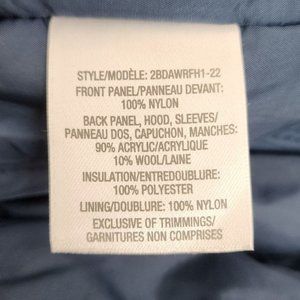 STYLE/MODÈLE: 2BDAWRFH1-22
FRONT PANEL/PANNEAU DEVANT:
100% NYLON
BACK PANEL, HOOD, SLEEVES/
PANNEAU DOS, CAPUCHON, MANCHES:
90% ACRYLIC/ACRYLIQUE
10% WOOL/LAINE
INSULATION/ENTREDOUBLURE:
100% POLYESTER
LINING/DOUBLURE: 100% NYLON
EXCLUSIVE OF TRIMMINGS/
GARNITURES NON COMPRISES